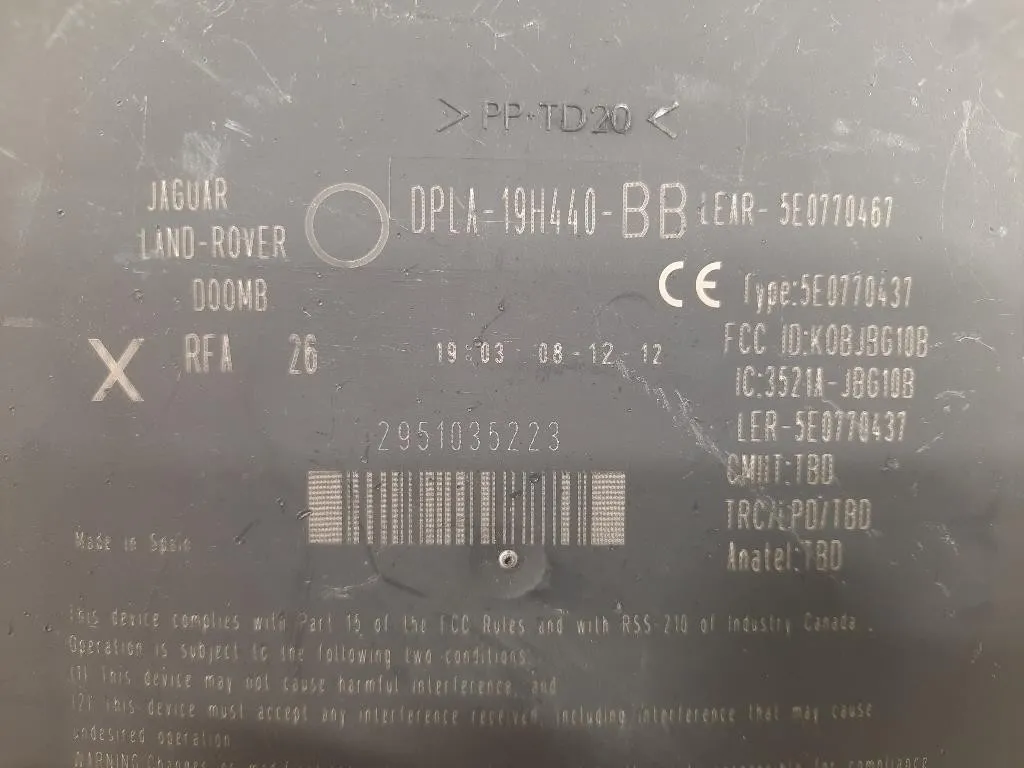 >PP-TD20<
JAGUAR
LAND-ROVER
DPLA-19H440-BB
LEAR- 5E0770467
DOOMB
CE
Type:5E0770437
X
RFA 26
19:03 08-12-12
FCC ID:KOBJBG10B
IC:3521A-JBG10B
LER-5E0770437
2951035223
CMIIT:TBD
TRC/LPD/TBD
Anatel:TBD
Made in Spain
This device complies with Part 15 of the FCC Rules and with RSS-210 of Industry Canada.
Operation is subject to the following two conditions:
(1) This device may not cause harmful interference, and
(2) This device must accept any interference received, including interference that may cause
undesired operation
WARNING Changes or